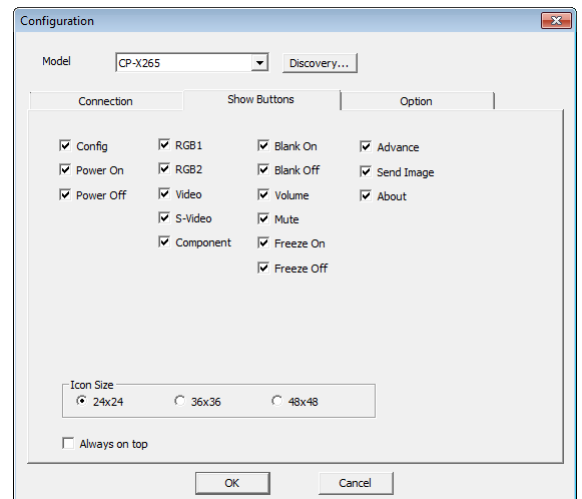 Configuration
Model CP-X265 Discovery...
Connection Show Buttons Option
Config RGB1 Blank On Advance
Power On RGB2 Blank Off Send Image
Power Off Video Volume About
S-Video Mute
Component Freeze On
Freeze Off
Icon Size
24x24 36x36 48x48
Always on top
OK Cancel